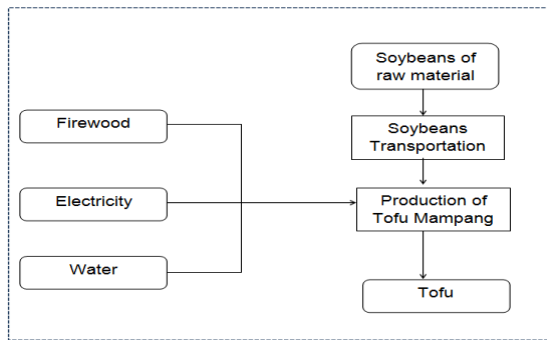 Soybeans of
raw material
Firewood
Soybeans
Transportation
Electricity
Production of
Tofu Mampang
Water
Tofu